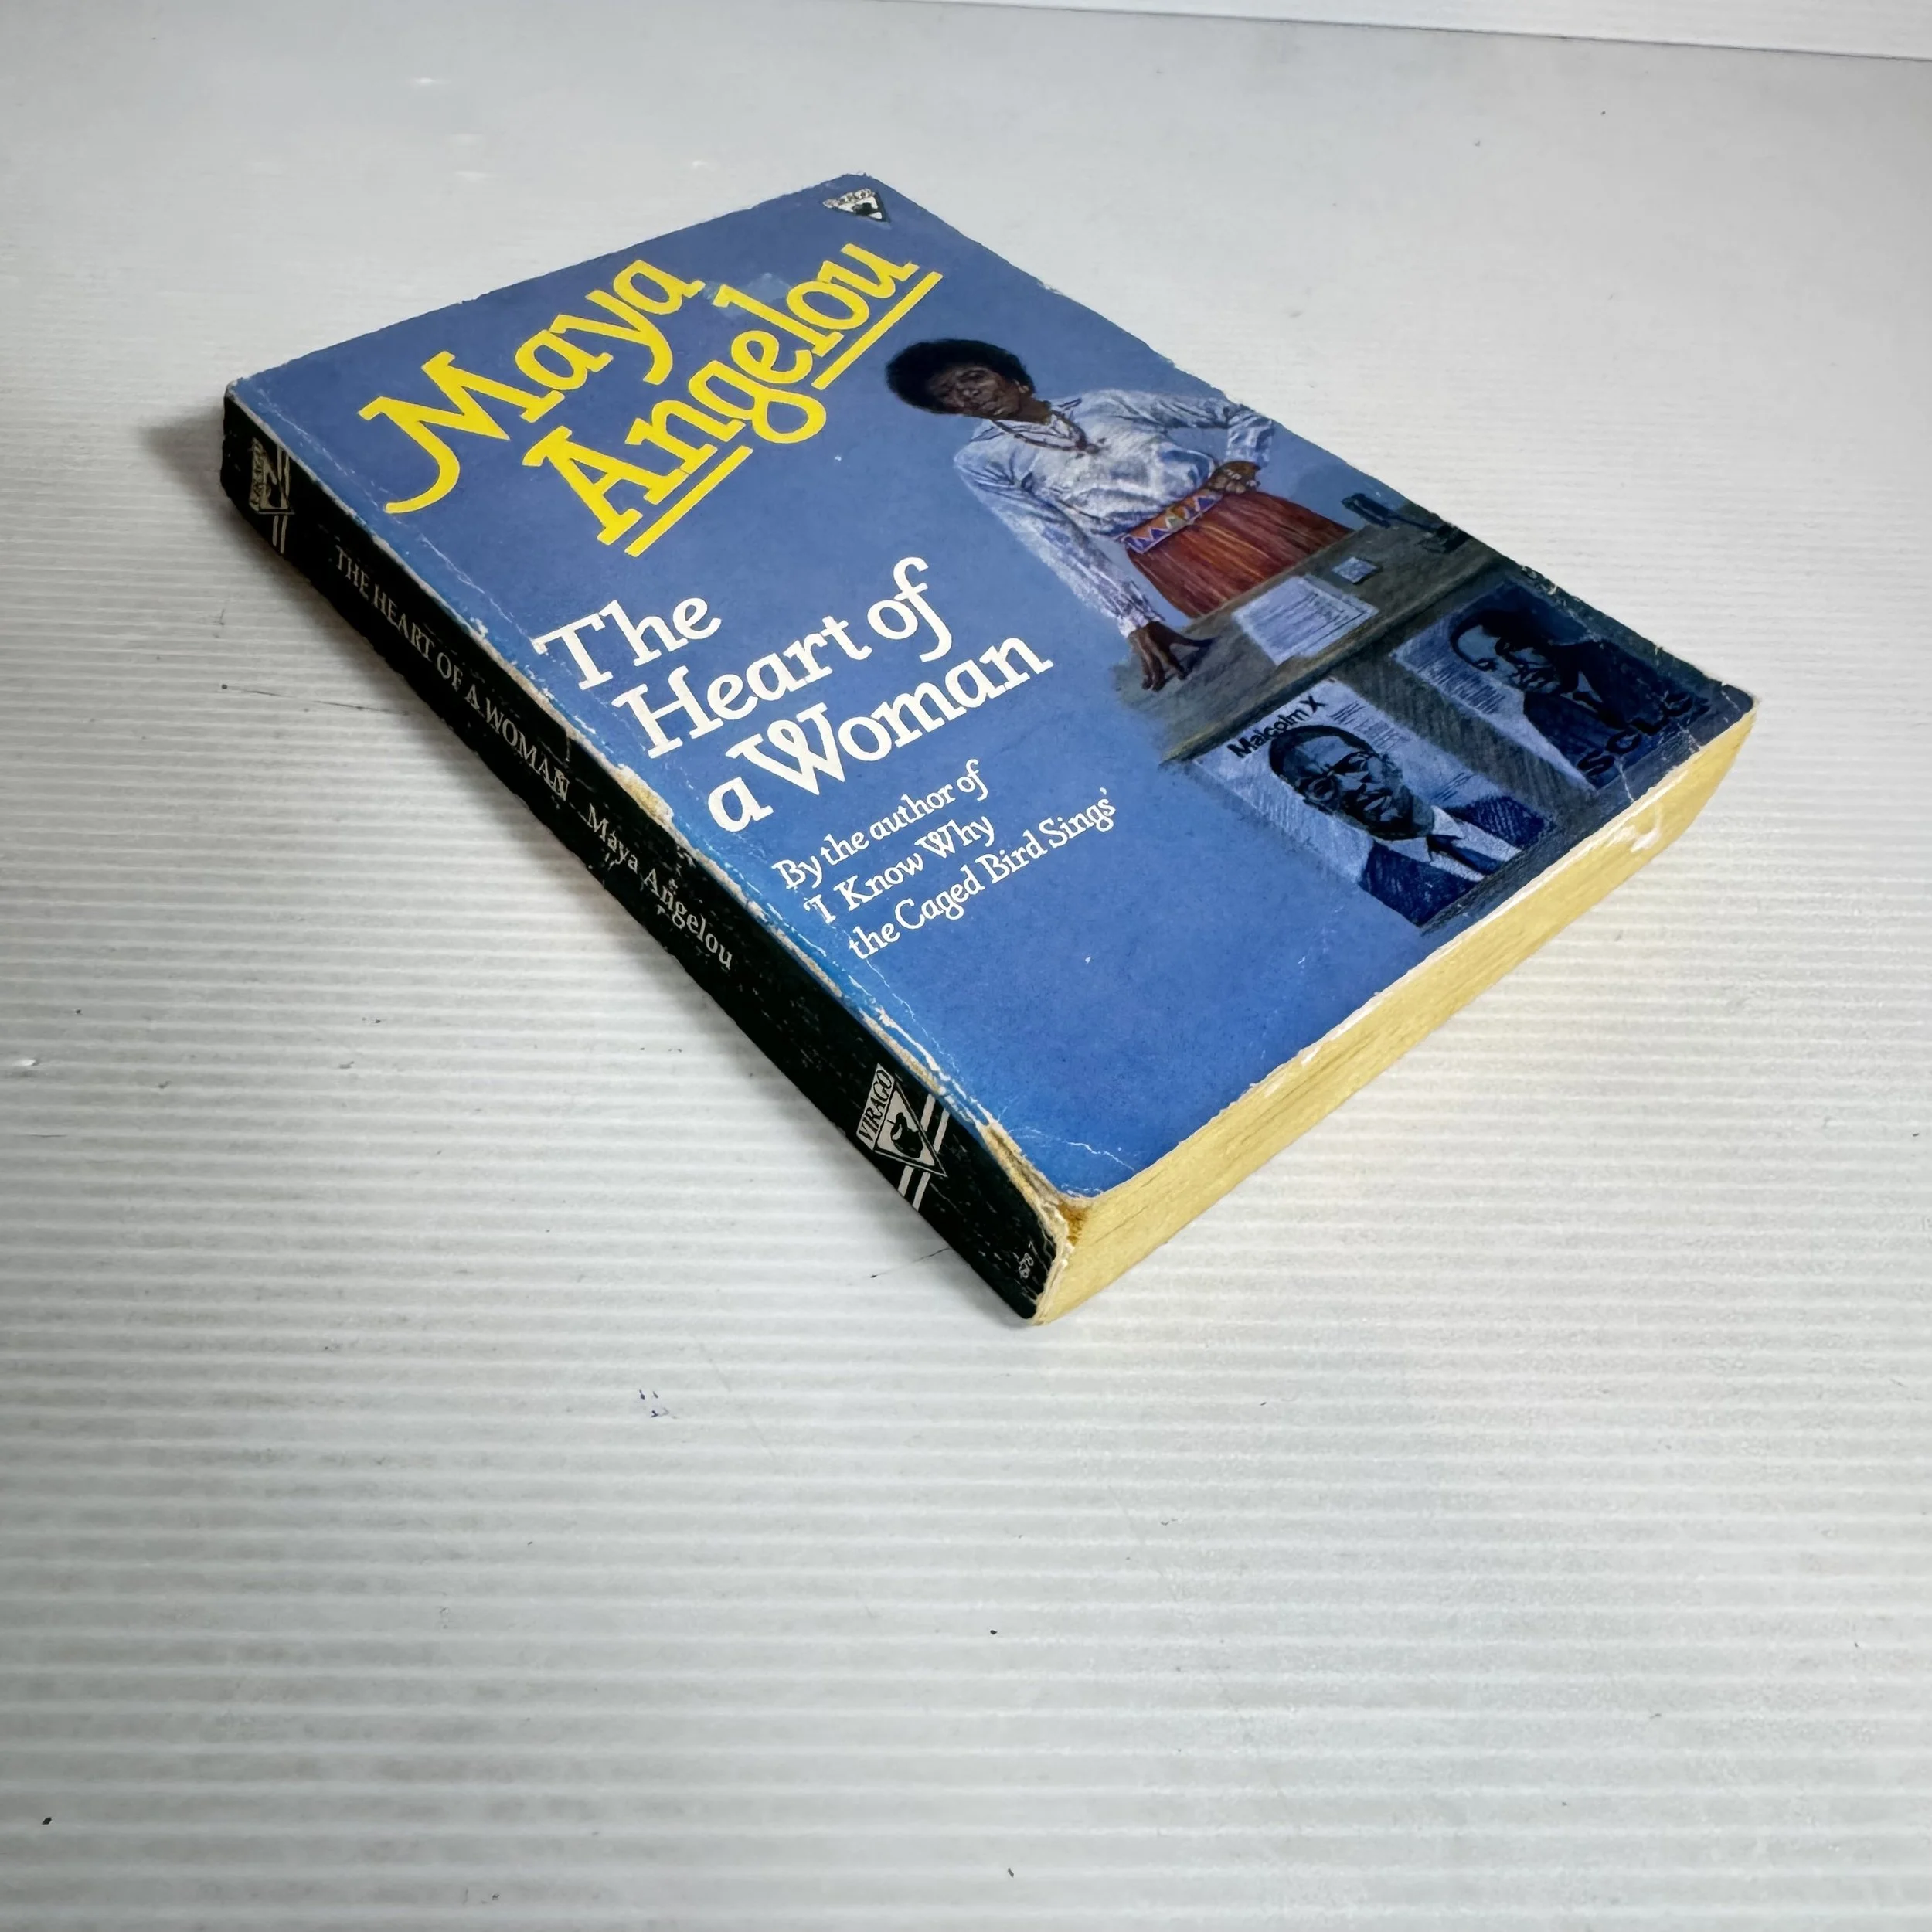 Maya
Angelou
The
Heart of
a Woman
By the author of
'I Know Why
the Caged Bird Sings'
Malcolm X
SCLC
THE HEART OF A WOMAN Maya Angelou
VIRAGO